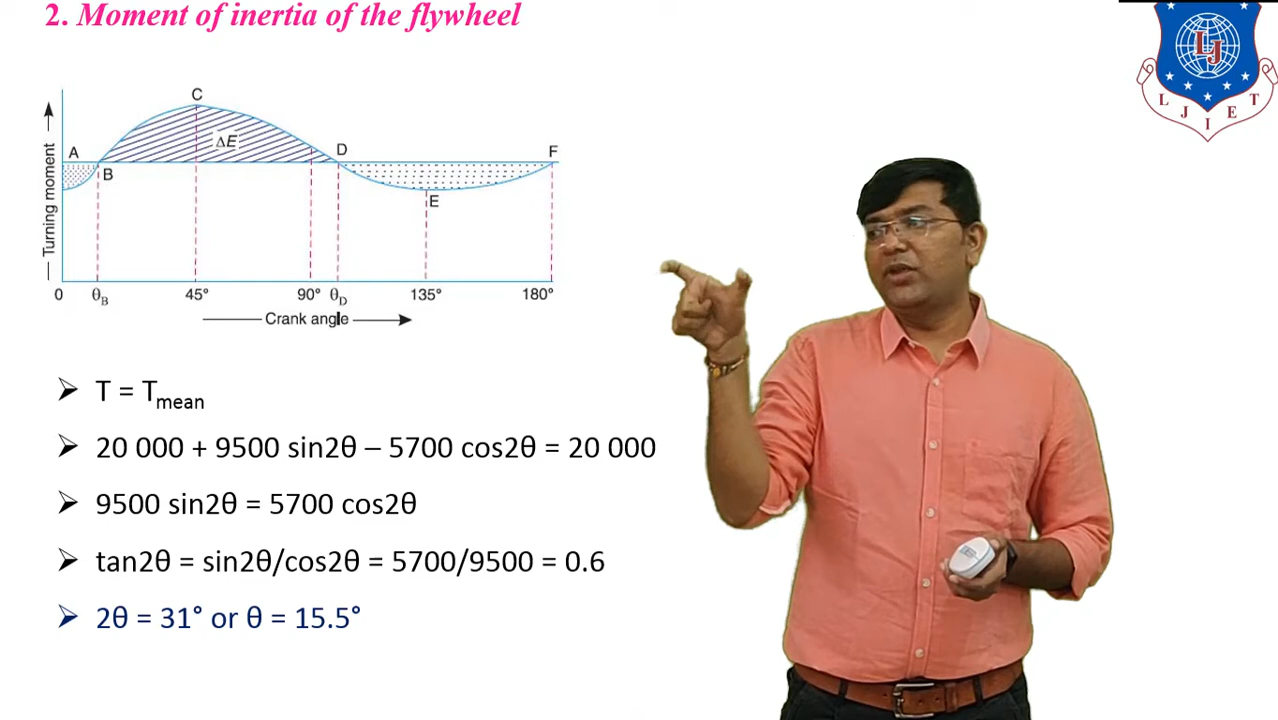 2. Moment of inertia of the flywheel
Turning moment
A
B
C
ΔE
D
E
F
0
θB
45°
90°
θD
135°
180°
Crank angle
LJ
L J I E T
➢ T = Tmean
➢ 20 000 + 9500 sin2θ – 5700 cos2θ = 20 000
➢ 9500 sin2θ = 5700 cos2θ
➢ tan2θ = sin2θ/cos2θ = 5700/9500 = 0.6
➢ 2θ = 31° or θ = 15.5°